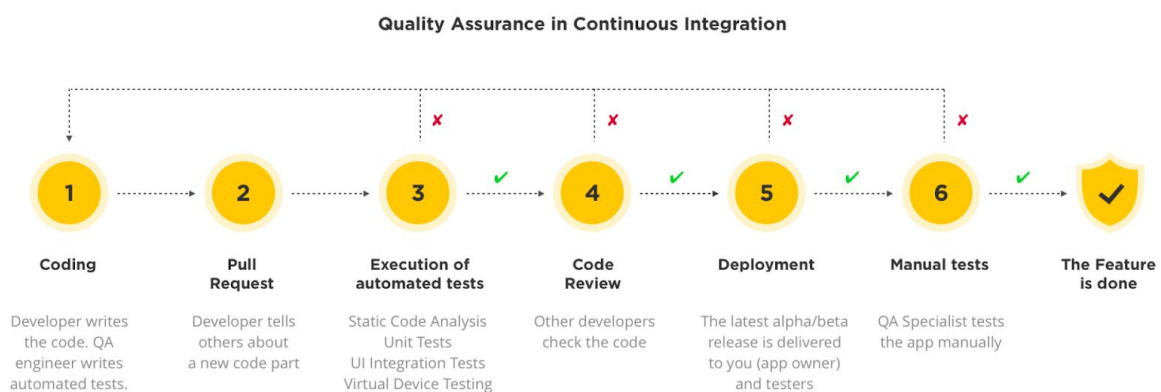 Quality Assurance in Continuous Integration
✘ ✘ ✘ ✘
✔ ✔ ✔ ✔
1 2 3 4 5 6
Coding
Developer writes
the code. QA
engineer writes
automated tests.
Pull
Request
Developer tells
others about
a new code part
Execution of
automated tests
Static Code Analysis
Unit Tests
UI Integration Tests
Virtual Device Testing
Code
Review
Other developers
check the code
Deployment
The latest alpha/beta
release is delivered
to you (app owner)
and testers
Manual tests
QA Specialist tests
the app manually
The Feature
is done